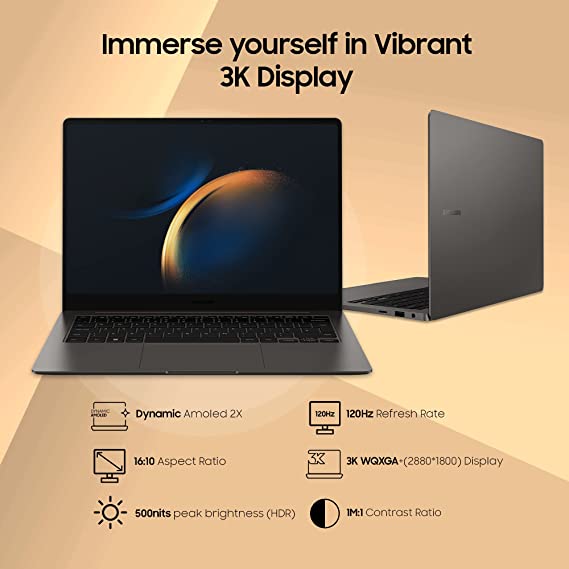 Immerse yourself in Vibrant
3K Display
DYNAMIC
AMOLED
Dynamic Amoled 2X
120Hz
120Hz Refresh Rate
16:10 Aspect Ratio
3K
3K WQXGA+(2880*1800) Display
500nits peak brightness (HDR)
1M:1 Contrast Ratio